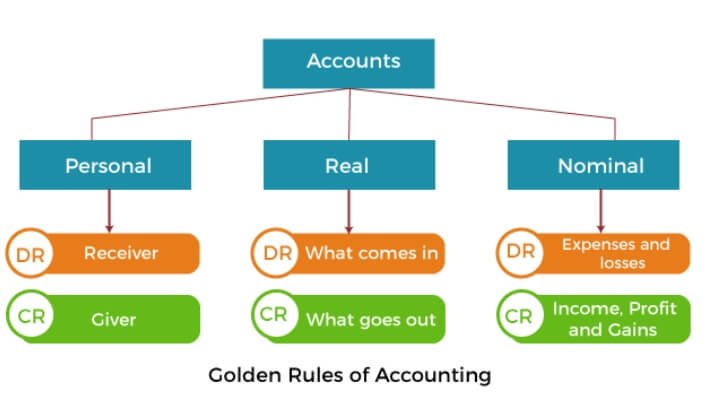 Accounts
Personal
Real
Nominal
DR
Receiver
DR
What comes in
DR
Expenses and
losses
CR
Giver
CR
What goes out
CR
Income, Profit
and Gains
Golden Rules of Accounting